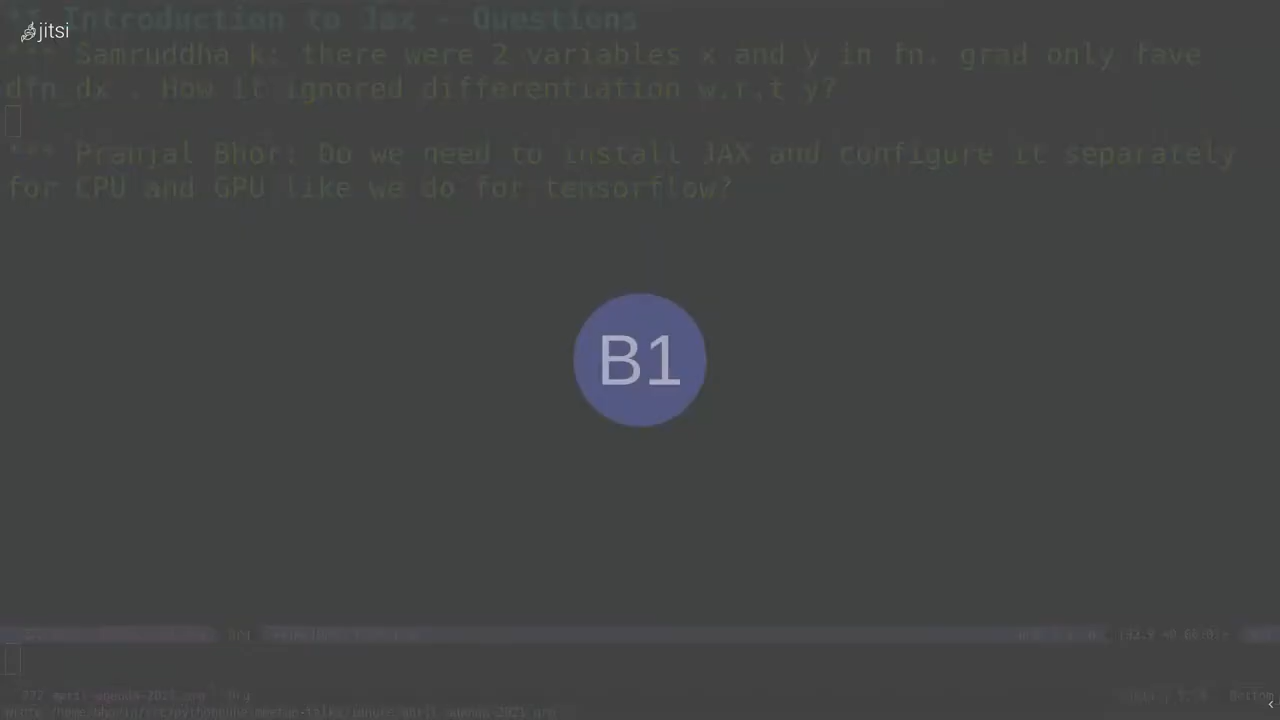 jitsi
Introduction to Jax - Questions
*** Samruddha k: there were 2 variables x and y in fn. grad only fave
dfn_dx . How it ignored differentiation w.r.t y?
*** Pranjal Bhor: Do we need to install JAX and configure it separately
for CPU and GPU like we do for tensorflow?
B1